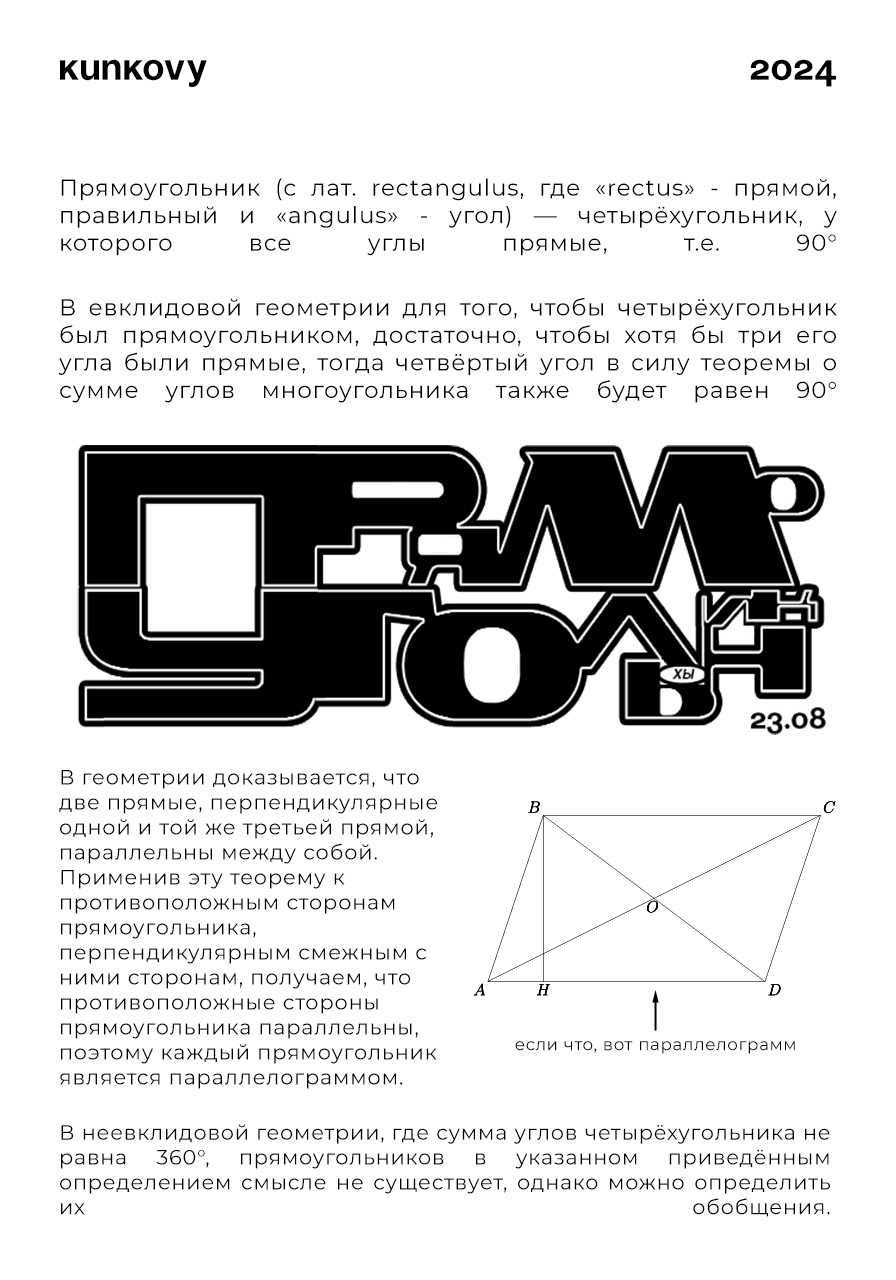 кunкovy 2024
Прямоугольник (с лат. rectangulus, где «rectus» - прямой,
правильный и «angulus» - угол) — четырёхугольник, у
которого все углы прямые, т.е. 90°
В евклидовой геометрии для того, чтобы четырёхугольник
был прямоугольником, достаточно, чтобы хотя бы три его
угла были прямые, тогда четвёртый угол в силу теоремы о
сумме углов многоугольника также будет равен 90°
ПРЯМО
УГОЛЬНИК
ХЫ
23.08
В геометрии доказывается, что
две прямые, перпендикулярные
одной и той же третьей прямой,
параллельны между собой.
Применив эту теорему к
противоположным сторонам
прямоугольника,
перпендикулярным смежным с
ними сторонам, получаем, что
противоположные стороны
прямоугольника параллельны,
поэтому каждый прямоугольник
является параллелограммом.
B C
O
A H D
если что, вот параллелограмм
В неевклидовой геометрии, где сумма углов четырёхугольника не
равна 360°, прямоугольников в указанном приведённым
определением смысле не существует, однако можно определить
их обобщения.